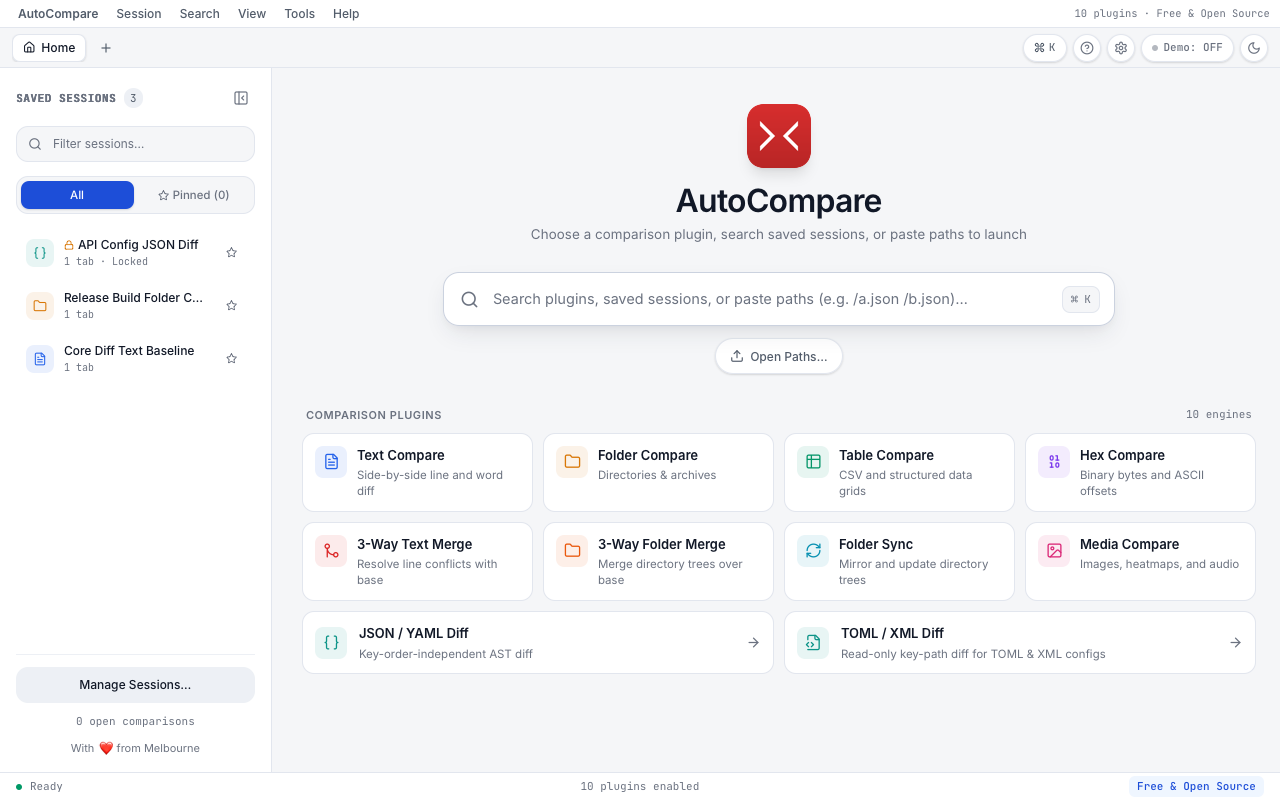 AutoCompare Session Search View Tools Help
10 plugins · Free & Open Source
Home
⌘ K
Demo: OFF
SAVED SESSIONS 3
Filter sessions...
All
Pinned (0)
API Config JSON Diff
1 tab · Locked
Release Build Folder C...
1 tab
Core Diff Text Baseline
1 tab
Manage Sessions...
0 open comparisons
With ❤️ from Melbourne
AutoCompare
Choose a comparison plugin, search saved sessions, or paste paths to launch
Search plugins, saved sessions, or paste paths (e.g. /a.json /b.json)...
⌘ K
Open Paths...
COMPARISON PLUGINS
10 engines
Text Compare
Side-by-side line and word
diff
Folder Compare
Directories & archives
Table Compare
CSV and structured data
grids
01
10
Hex Compare
Binary bytes and ASCII
offsets
3-Way Text Merge
Resolve line conflicts with
base
3-Way Folder Merge
Merge directory trees over
base
Folder Sync
Mirror and update directory
trees
Media Compare
Images, heatmaps, and audio
JSON / YAML Diff
Key-order-independent AST diff
TOML / XML Diff
Read-only key-path diff for TOML & XML configs
Ready
10 plugins enabled
Free & Open Source